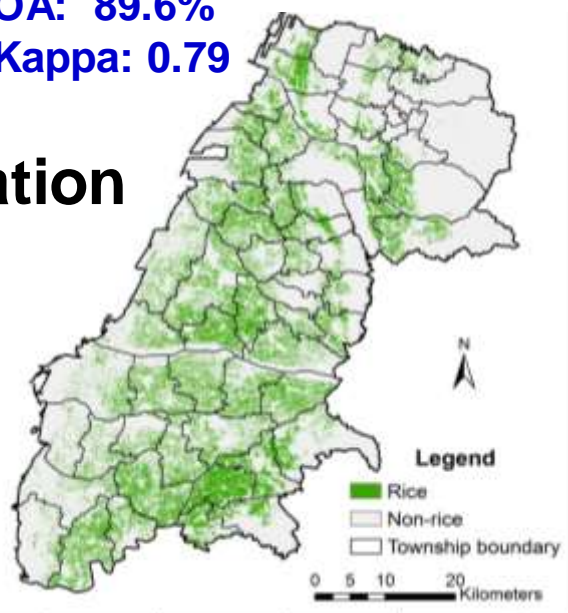 OA: 89.6%
Kappa: 0.79
ation
N
Legend
Rice
Non-rice
Township boundary
0 5 10 20
Kilometers